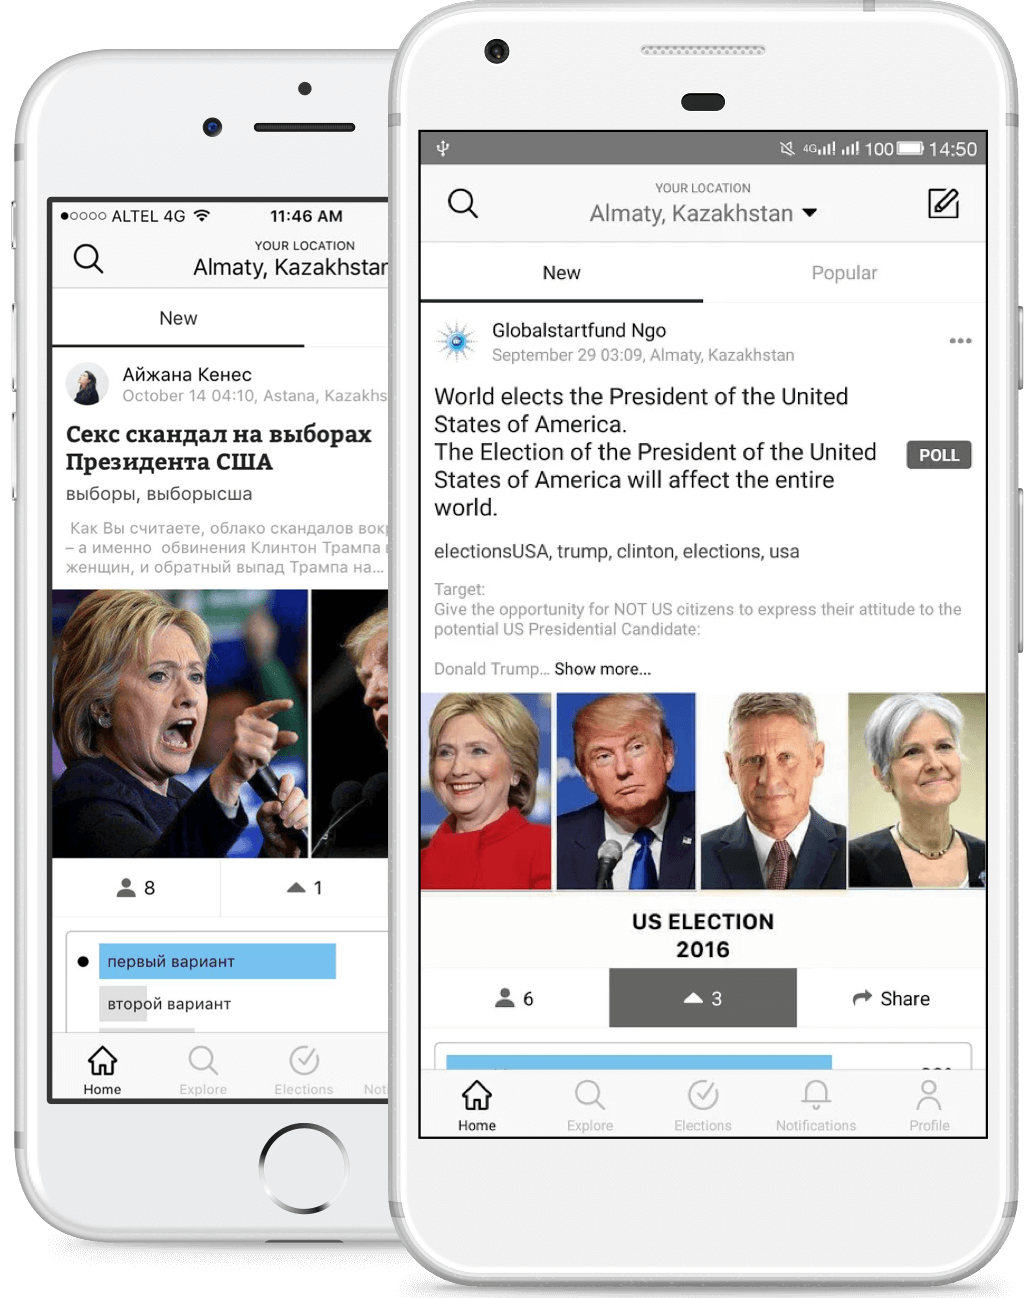 ALTEL 4G
11:46 AM
YOUR LOCATION
Almaty, Kazakhstan
New
Айжана Кенес
October 14 04:10, Astana, Kazakhs
Секс скандал на выборах
Президента США
выборы, выборысша
Как Вы считаете, облако скандалов вокр
– а именно обвинения Клинтон Трампа в
женщин, и обратный выпад Трампа на...
8
1
первый вариант
второй вариант
Home
Explore
Elections
Not
4G
100
14:50
YOUR LOCATION
Almaty, Kazakhstan
New
Popular
Globalstartfund Ngo
September 29 03:09, Almaty, Kazakhstan
World elects the President of the United
States of America.
The Election of the President of the United
States of America will affect the entire
world.
POLL
electionsUSA, trump, clinton, elections, usa
Target:
Give the opportunity for NOT US citizens to express their attitude to the
potential US Presidential Candidate:
Donald Trump... Show more...
US ELECTION
2016
6
3
Share
Home
Explore
Elections
Notifications
Profile